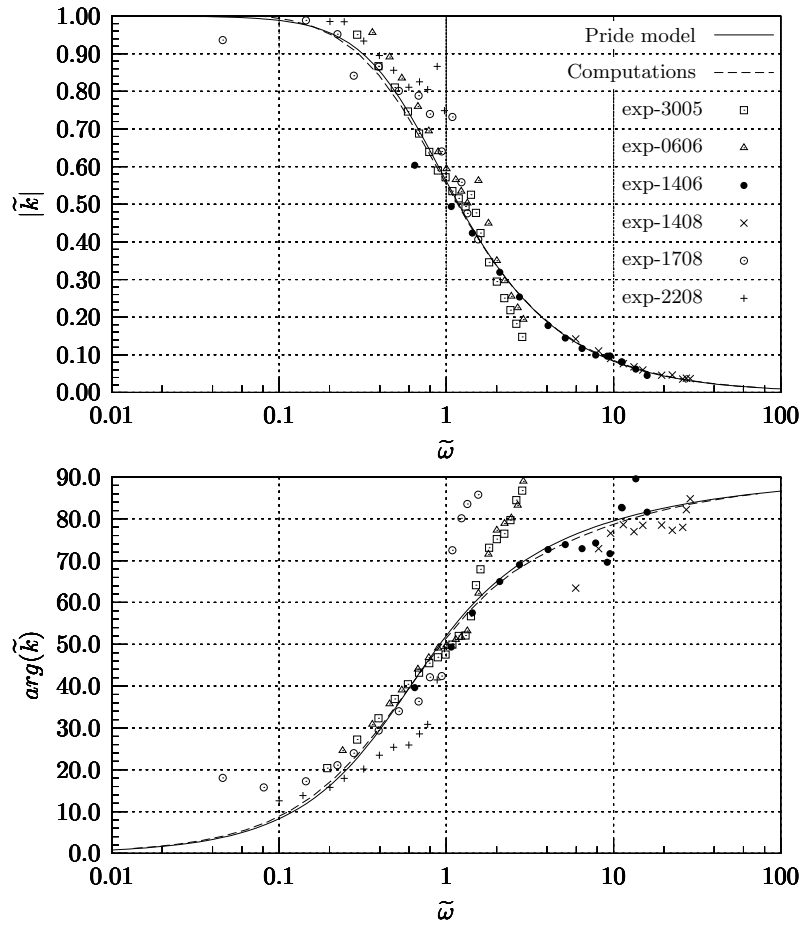 1.00
0.90
0.80
0.70
0.60
0.50
0.40
0.30
0.20
0.10
0.00
|k̃|
Pride model
Computations
exp-3005
exp-0606
exp-1406
exp-1408
exp-1708
exp-2208
0.01 0.1 1 10 100
ω̃
90.0
80.0
70.0
60.0
50.0
40.0
30.0
20.0
10.0
0.0
arg(k̃)
0.01 0.1 1 10 100
ω̃